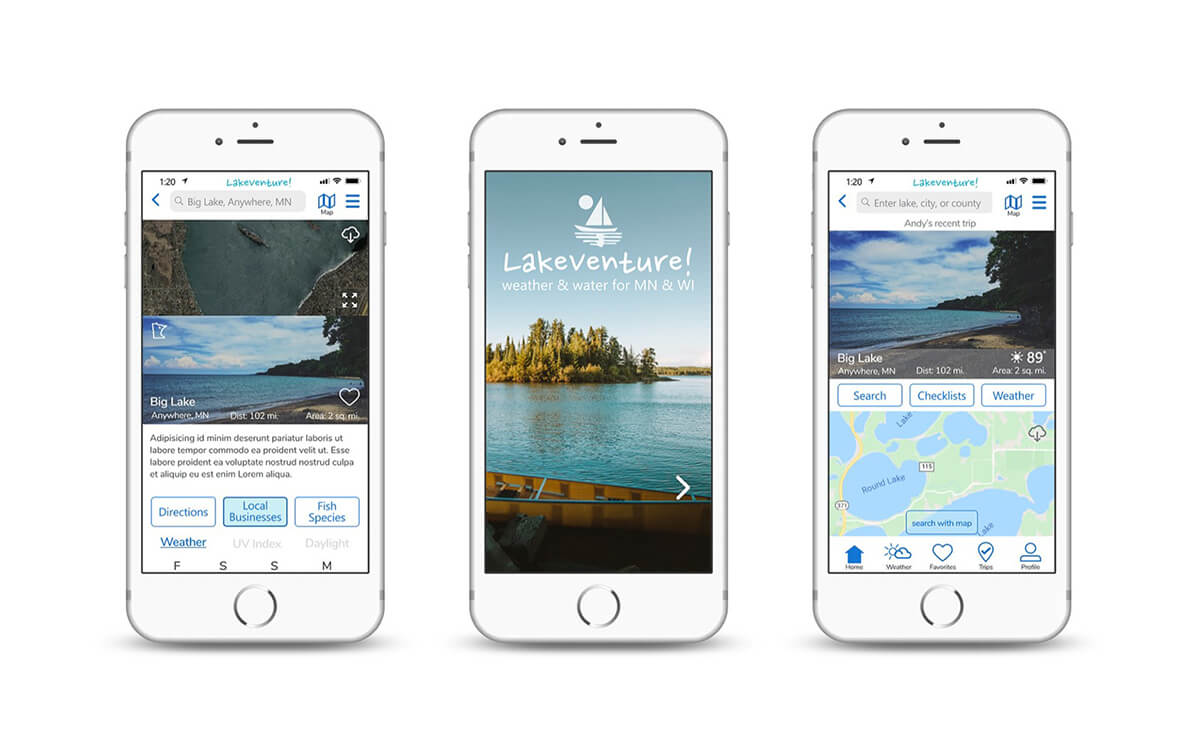 1:20
Lakeventure!
Big Lake, Anywhere, MN
Map
Big Lake
Anywhere, MN
Dist: 102 mi.
Area: 2 sq. mi.
Adipisicing id minim deserunt pariatur laboris ut
labore tempor commodo ea proident velit ut. Esse
labore proident ea voluptate nostrud nostrud culpa
et aliquip eu est enim Lorem aliqua.
Directions
Local
Businesses
Fish
Species
Weather
UV Index
Daylight
F S S M
Lakeventure!
weather & water for MN & WI
1:20
Lakeventure!
Enter lake, city, or county
Map
Andy's recent trip
Big Lake
89°
Anywhere, MN
Dist: 102 mi.
Area: 2 sq. mi.
Search
Checklists
Weather
Lake
115
Round Lake
371
search with map
Lake
Home
Weather
Favorites
Trips
Profile